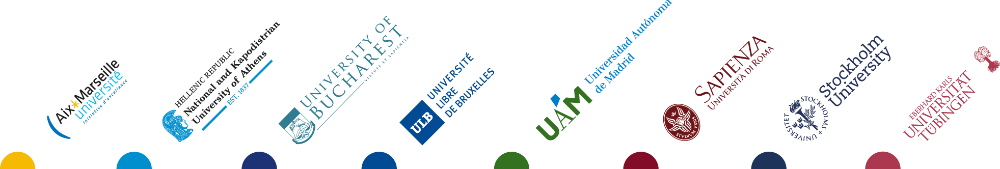 Aix*Marseille
université
Initiative d'excellence
HELLENIC REPUBLIC
National and Kapodistrian
University of Athens
EST. 1837
UNIVERSITY OF
BUCHAREST
VIRTUTE ET SAPIENTIA
ULB
UNIVERSITÉ
LIBRE
DE BRUXELLES
UAM
Universidad Autónoma
de Madrid
STVDIVM VRBIS
SAPIENZA
UNIVERSITÀ DI ROMA
STOCKHOLMS + UNIVERSITET
Stockholm
University
EBERHARD KARLS
UNIVERSITÄT
TÜBINGEN